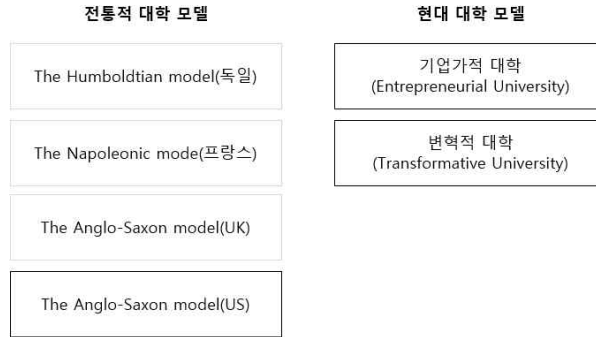 전통적 대학 모델
The Humboldtian model(독일)
The Napoleonic mode(프랑스)
The Anglo-Saxon model(UK)
The Anglo-Saxon model(US)
현대 대학 모델
기업가적 대학
(Entrepreneurial University)
변혁적 대학
(Transformative University)